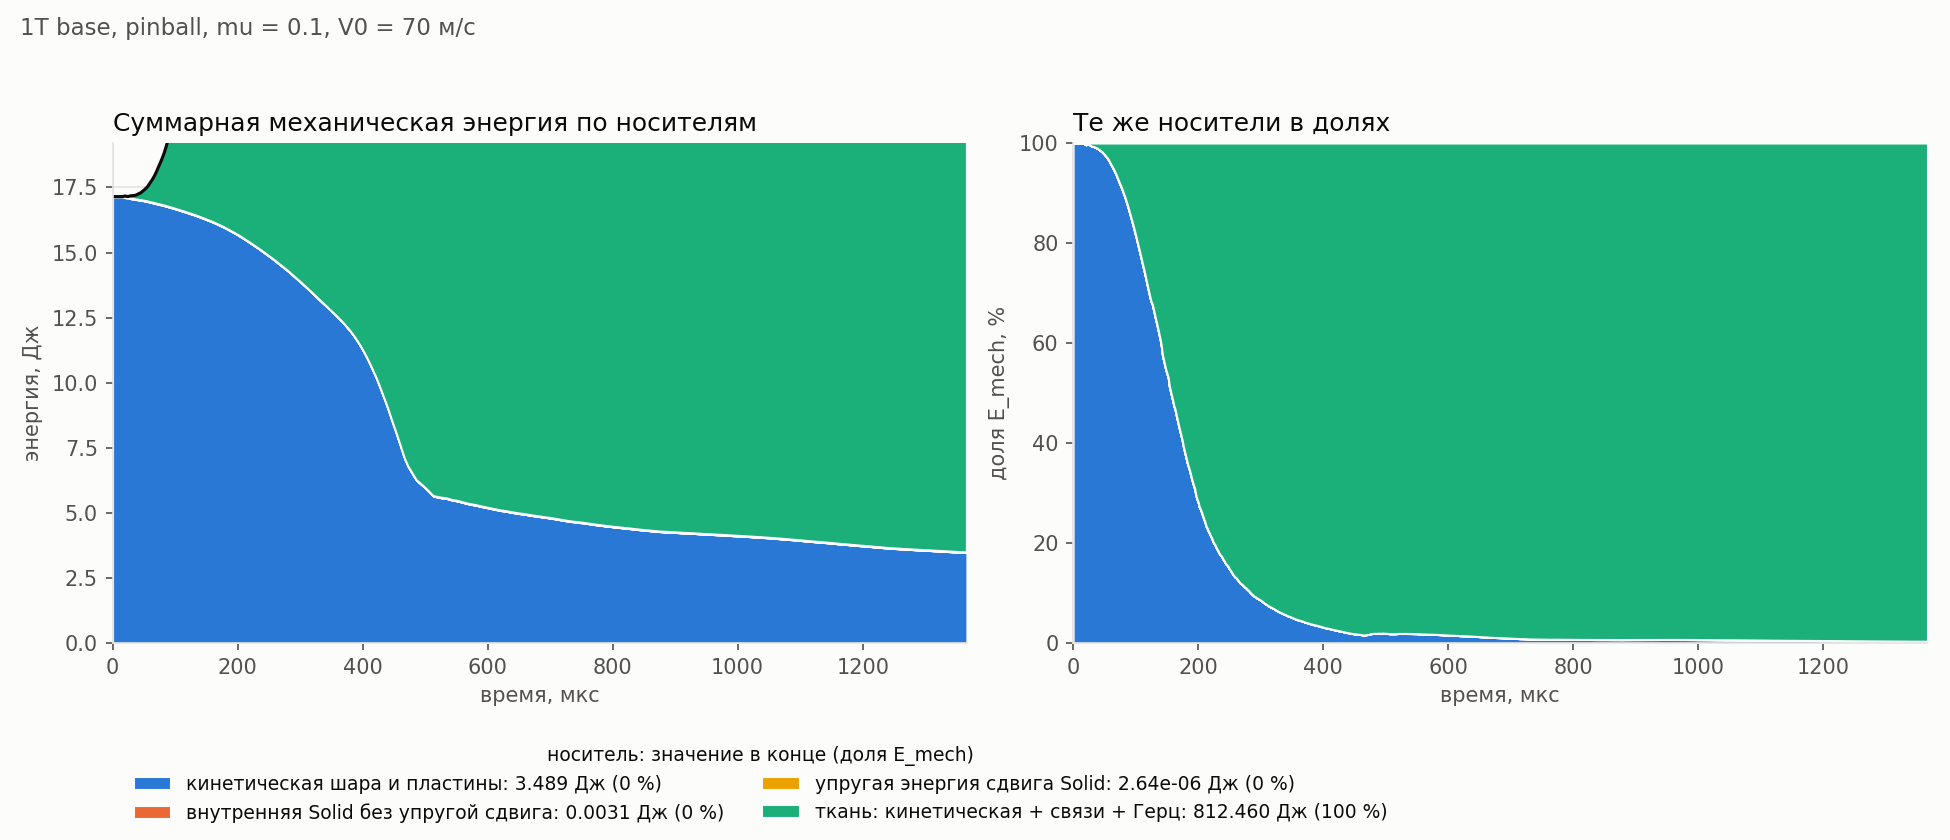 1T base, pinball, mu = 0.1, V0 = 70 м/с
Суммарная механическая энергия по носителям
17.5
15.0
12.5
10.0
7.5
5.0
2.5
0.0
энергия, Дж
0 200 400 600 800 1000 1200
время, мкс
Те же носители в долях
100
80
60
40
20
0
доля E_mech, %
0 200 400 600 800 1000 1200
время, мкс
носитель: значение в конце (доля E_mech)
кинетическая шара и пластины: 3.489 Дж (0 %)
внутренняя Solid без упругой сдвига: 0.0031 Дж (0 %)
упругая энергия сдвига Solid: 2.64e-06 Дж (0 %)
ткань: кинетическая + связи + Герц: 812.460 Дж (100 %)